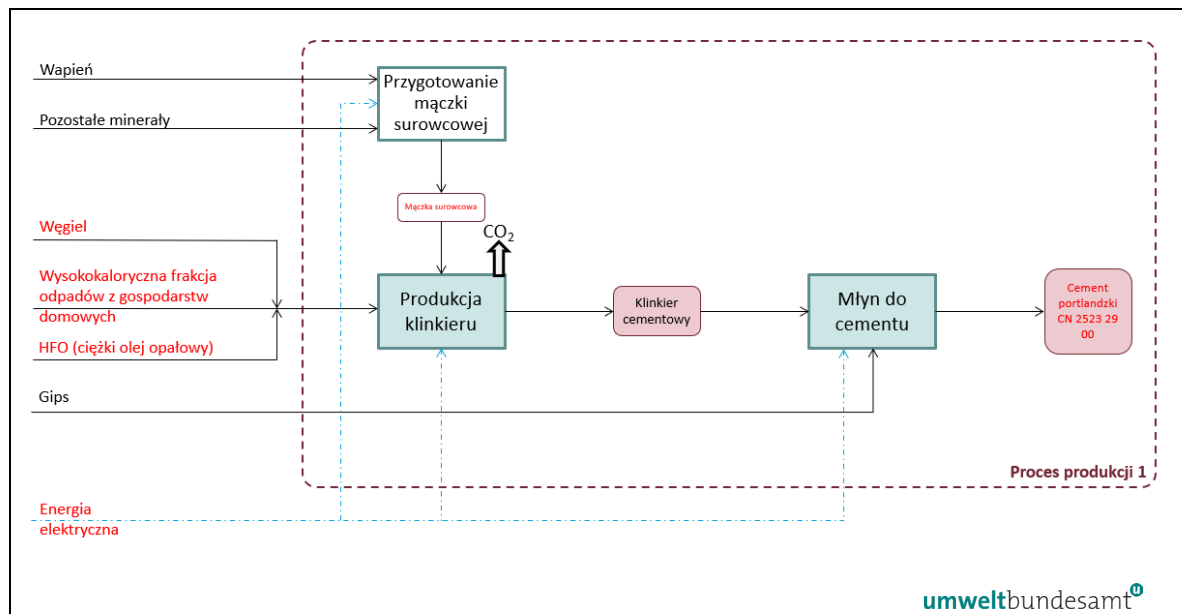 Wapień
Przygotowanie
mączki
surowcowej
Pozostałe minerały
Mączka surowcowa
CO2
Węgiel
Wysokokaloryczna frakcja
odpadów z gospodarstw
domowych
HFO (ciężki olej opałowy)
Produkcja
klinkieru
Klinkier
cementowy
Młyn do
cementu
Cement
portlandzki
CN 2523 29
00
Gips
Proces produkcji 1
Energia
elektryczna
umweltbundesamt u